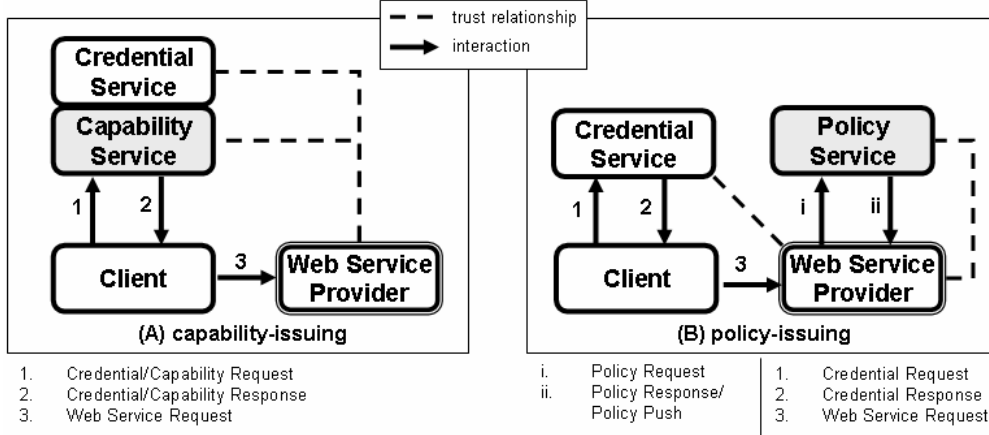 trust relationship
interaction
Credential
Service
Capability
Service
1
2
Client
3
Web Service
Provider
(A) capability-issuing
Credential
Service
Policy
Service
1
2
i
ii
Client
3
Web Service
Provider
(B) policy-issuing
1. Credential/Capability Request
2. Credential/Capability Response
3. Web Service Request
i. Policy Request
ii. Policy Response/
Policy Push
1. Credential Request
2. Credential Response
3. Web Service Request